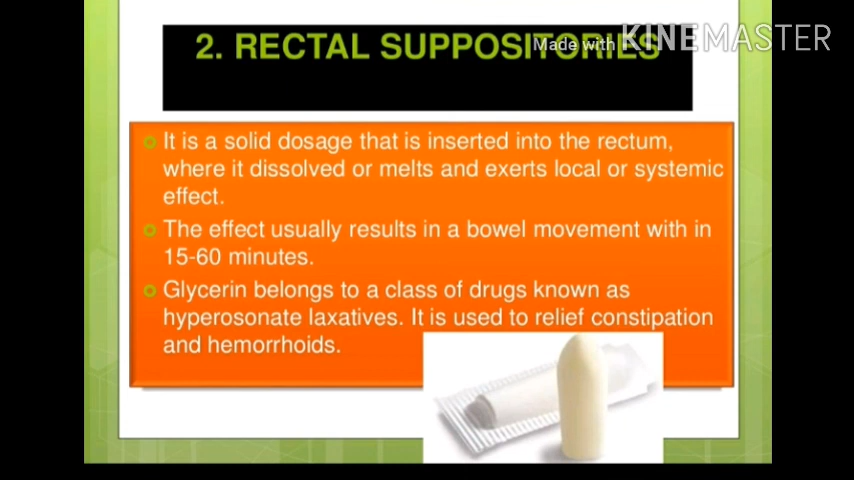 2. RECTAL SUPPOSITORIES
Made with KINEMASTER
It is a solid dosage that is inserted into the rectum,
where it dissolved or melts and exerts local or systemic
effect.
The effect usually results in a bowel movement with in
15-60 minutes.
Glycerin belongs to a class of drugs known as
hyperosonate laxatives. It is used to relief constipation
and hemorrhoids.